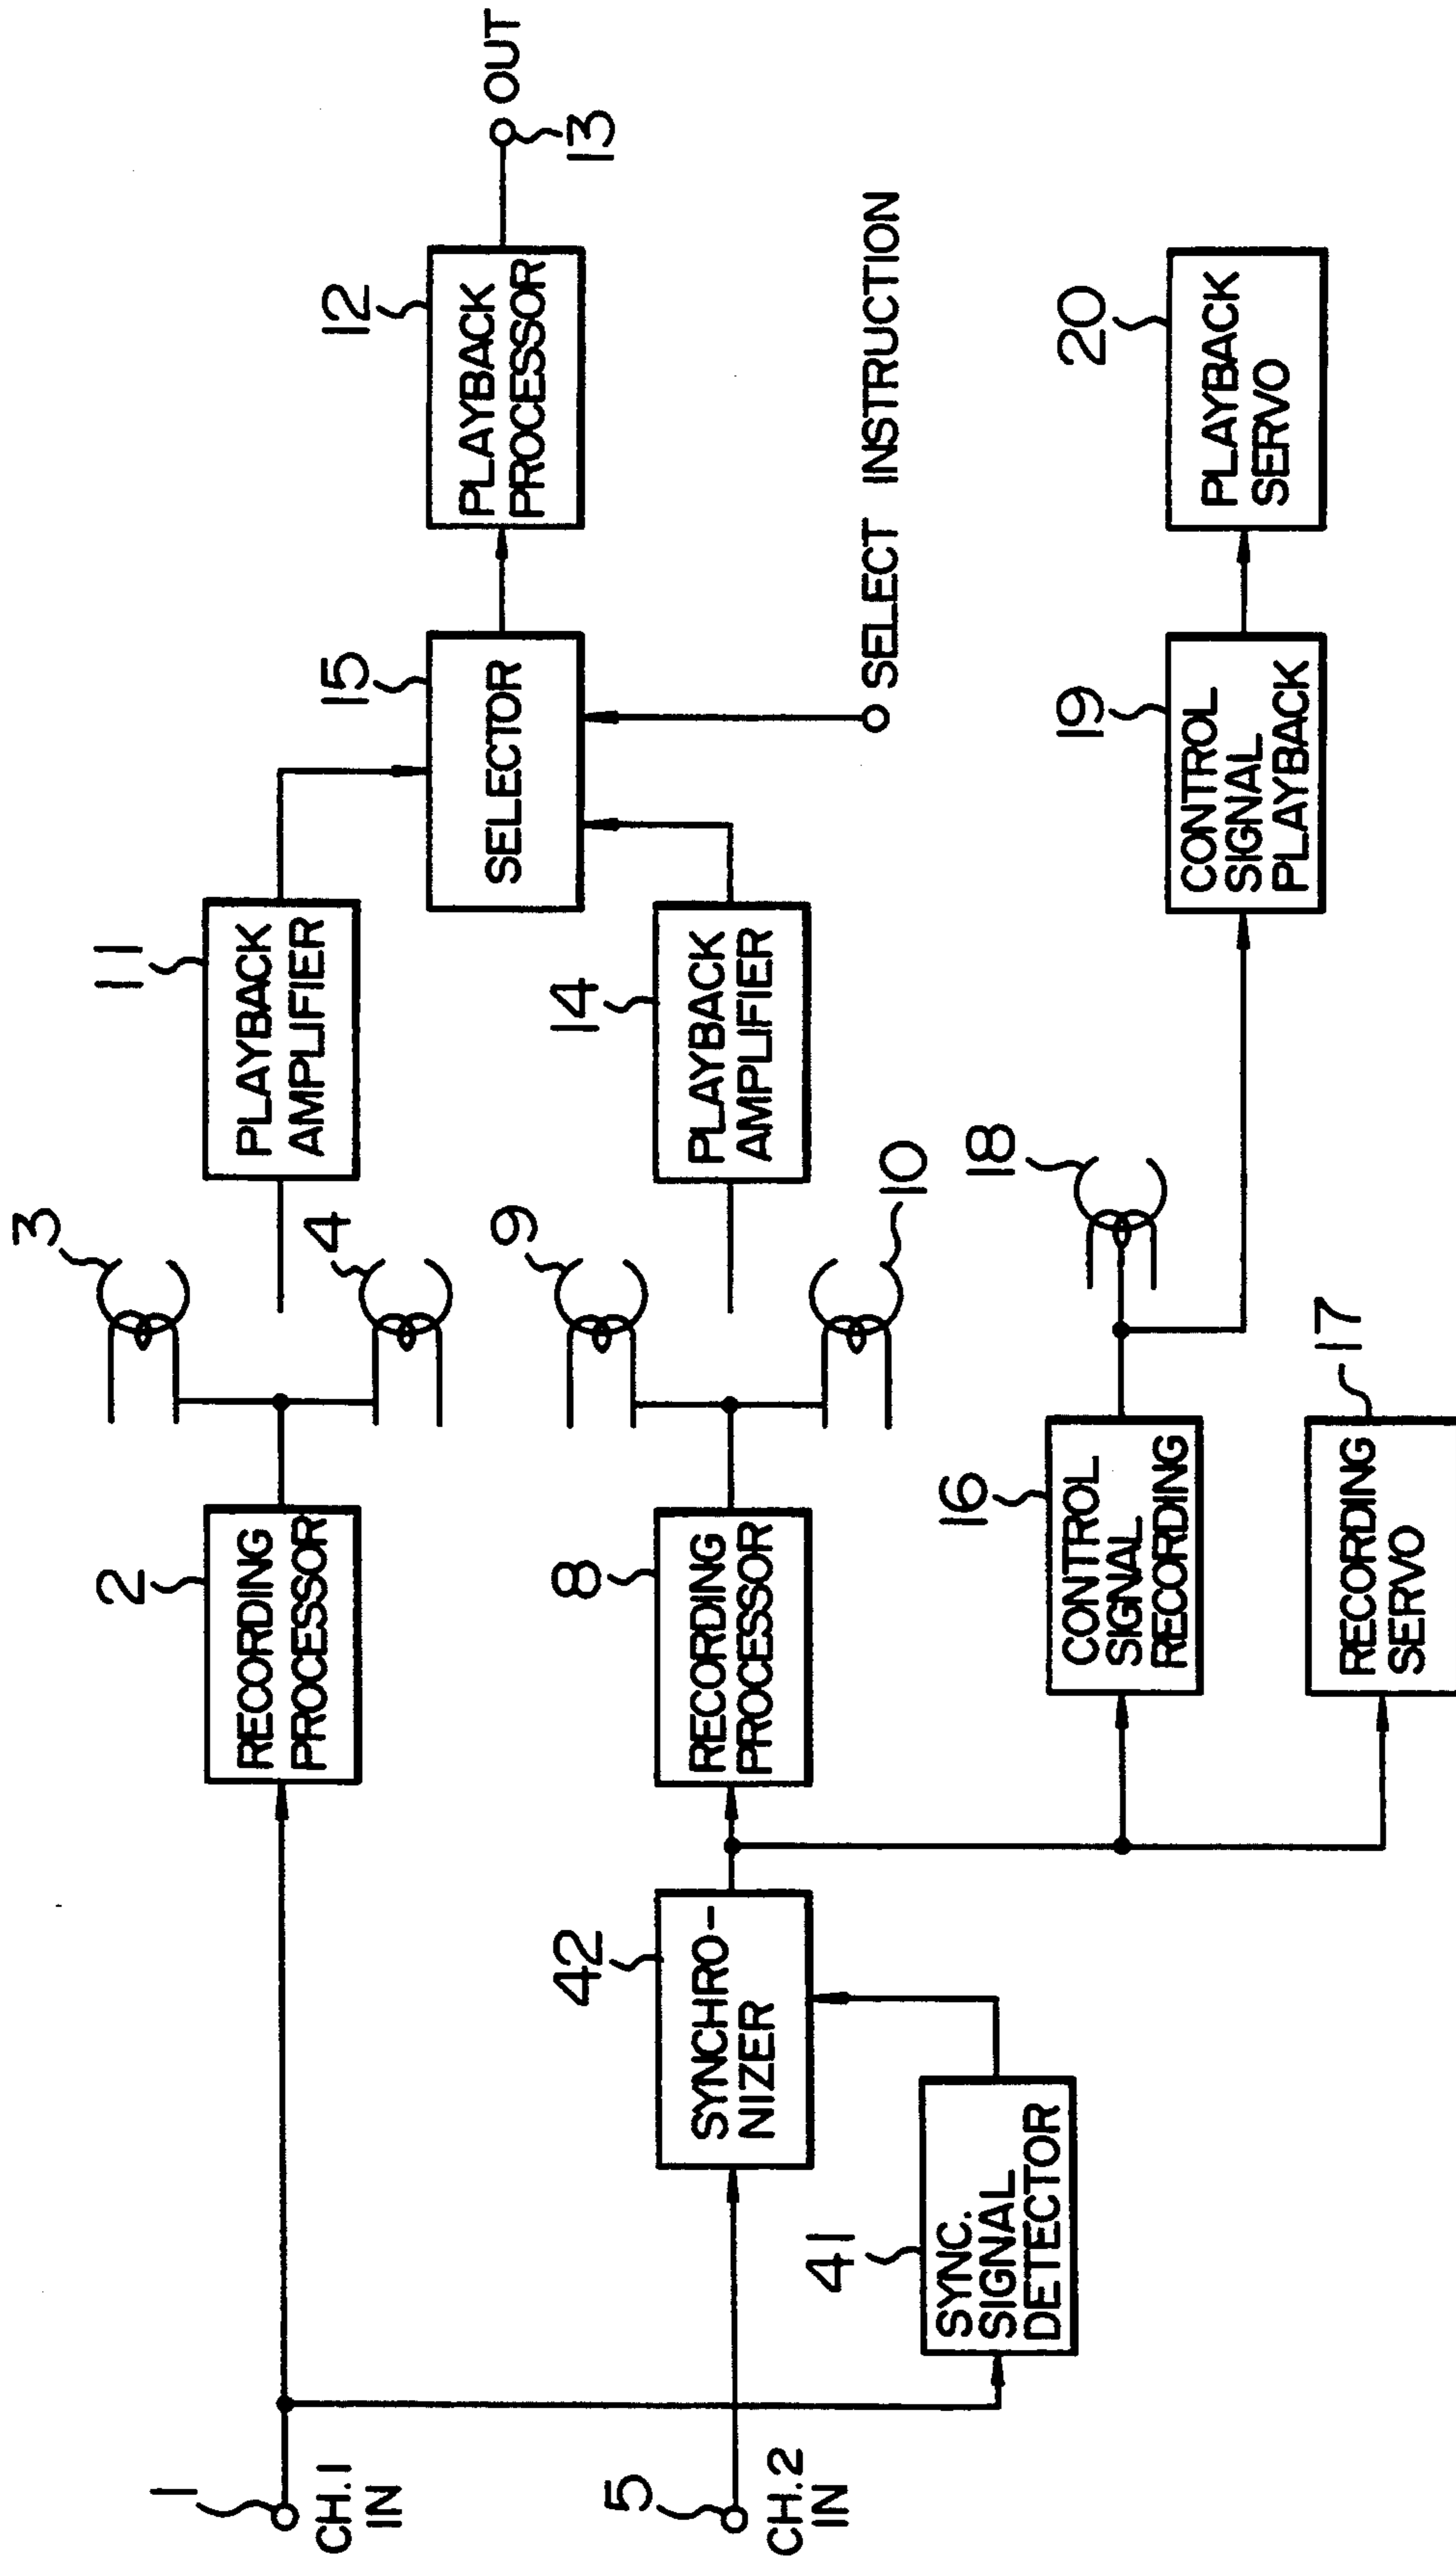 1
CH.1
IN
2
RECORDING
PROCESSOR
3
4
11
PLAYBACK
AMPLIFIER
15
SELECTOR
12
PLAYBACK
PROCESSOR
13
OUT
5
CH.2
IN
42
SYNCHRO-
NIZER
8
RECORDING
PROCESSOR
9
10
14
PLAYBACK
AMPLIFIER
SELECT INSTRUCTION
41
SYNC.
SIGNAL
DETECTOR
16
CONTROL
SIGNAL
RECORDING
18
19
CONTROL
SIGNAL
PLAYBACK
20
PLAYBACK
SERVO
17
RECORDING
SERVO